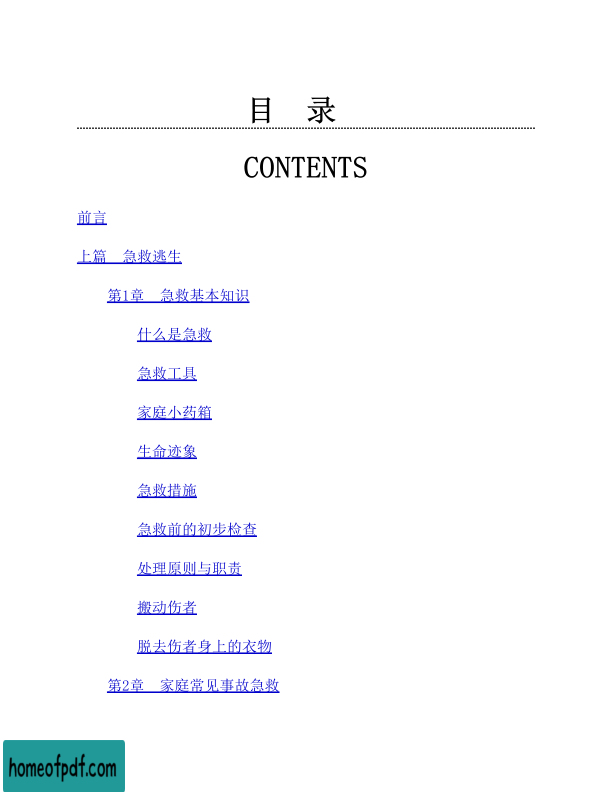 目 录
CONTENTS
前言
上篇 急救逃生
第1章 急救基本知识
什么是急救
急救工具
家庭小药箱
生命迹象
急救措施
急救前的初步检查
处理原则与职责
搬动伤者
脱去伤者身上的衣物
第2章 家庭常见事故急救
homeofpdf.com